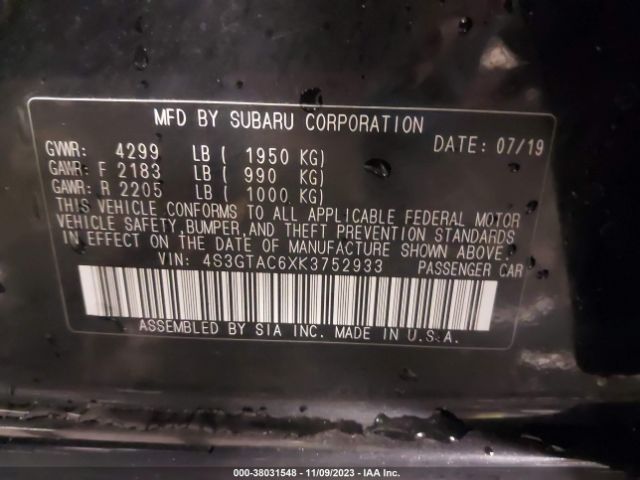 MFD BY SUBARU CORPORATION
GVWR: 4299 LB ( 1950 KG) DATE: 07/19
GAWR: F 2183 LB ( 990 KG)
GAWR: R 2205 LB ( 1000 KG)
THIS VEHICLE CONFORMS TO ALL APPLICABLE FEDERAL MOTOR
VEHICLE SAFETY, BUMPER, AND THEFT PREVENTION STANDARDS
IN EFFECT ON THE DATE OF MANUFACTURE SHOWN ABOVE.
VIN: 4S3GTAC6XK3752933 PASSENGER CAR
ASSEMBLED BY SIA INC. MADE IN U.S.A.
000-38031548 - 11/09/2023 - IAA Inc.